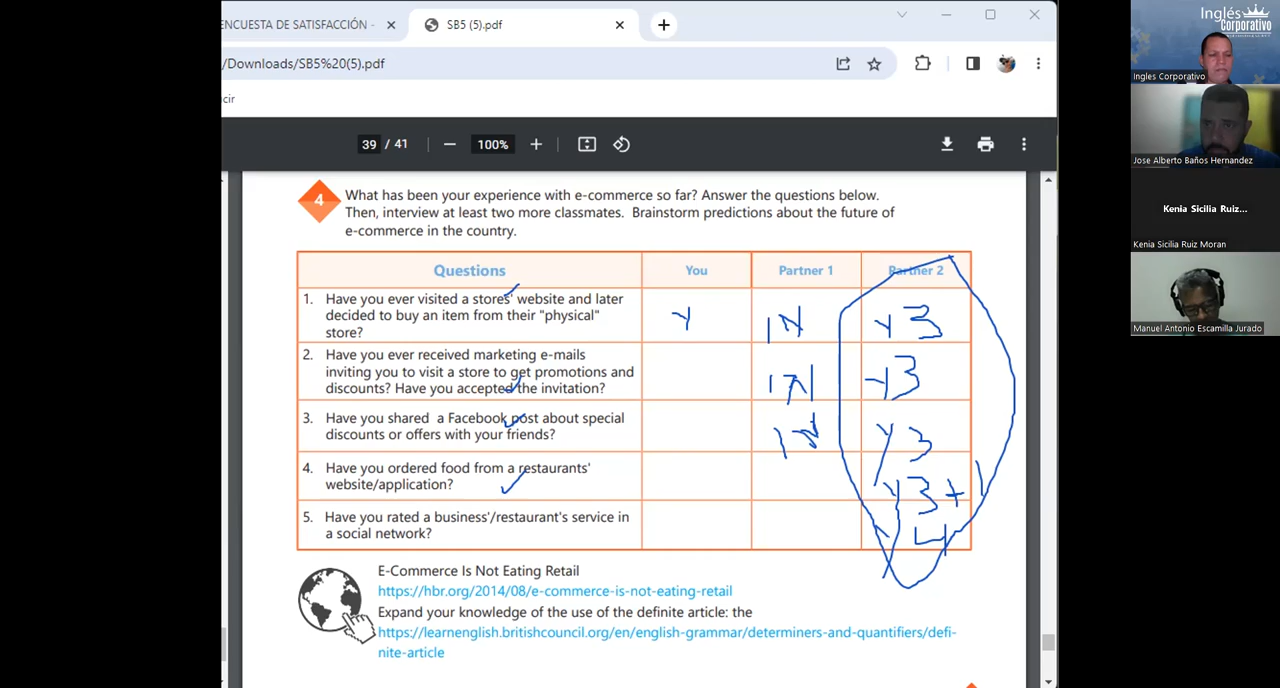 ENCUESTA DE SATISFACCIÓN -
SB5 (5).pdf
/Downloads/SB5%20(5).pdf
cir
39 / 41
100%
4
What has been your experience with e-commerce so far? Answer the questions below.
Then, interview at least two more classmates. Brainstorm predictions about the future of
e-commerce in the country.
Questions You Partner 1 Partner 2
1. Have you ever visited a stores' website and later
decided to buy an item from their "physical"
store?
Y 1N Y3
2. Have you ever received marketing e-mails
inviting you to visit a store to get promotions and
discounts? Have you accepted the invitation?
1N Y3
3. Have you shared a Facebook post about special
discounts or offers with your friends?
1N Y3
4. Have you ordered food from a restaurants'
website/application?
Y3+1
5. Have you rated a business'/restaurant's service in
a social network?
Y 4
E-Commerce Is Not Eating Retail
https://hbr.org/2014/08/e-commerce-is-not-eating-retail
Expand your knowledge of the use of the definite article: the
https://learnenglish.britishcouncil.org/en/english-grammar/determiners-and-quantifiers/defi-
nite-article
Inglés
Corporativo
Ingles Corporativo
Jose Alberto Baños Hernandez
Kenia Sicilia Ruiz...
Kenia Sicilia Ruiz Moran
Manuel Antonio Escamilla Jurado